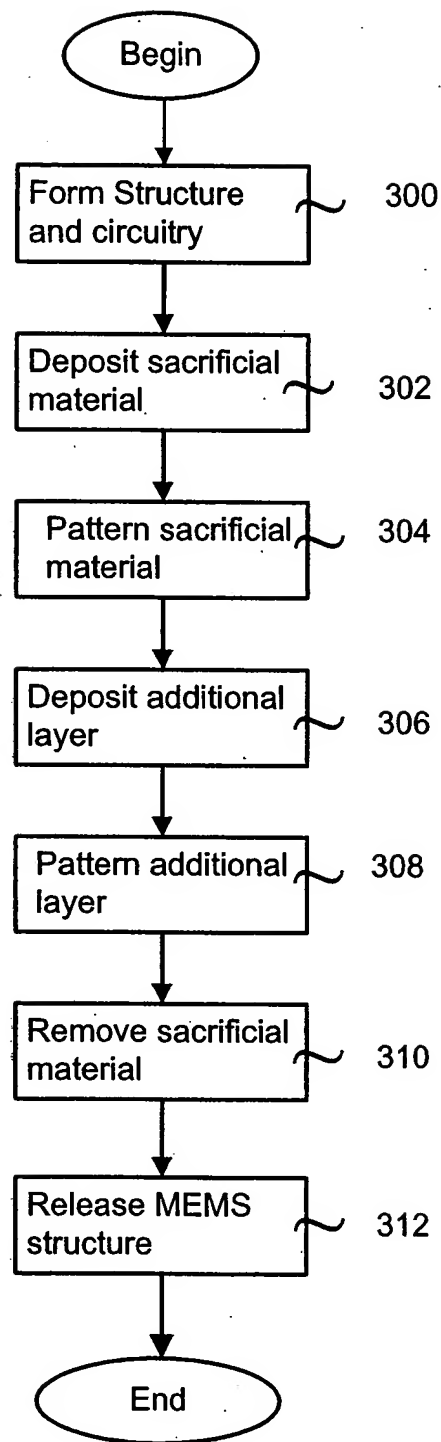 Begin
Form Structure
and circuitry
300
Deposit sacrificial
material
302
Pattern sacrificial
material
304
Deposit additional
layer
306
Pattern additional
layer
308
Remove sacrificial
material
310
Release MEMS
structure
312
End